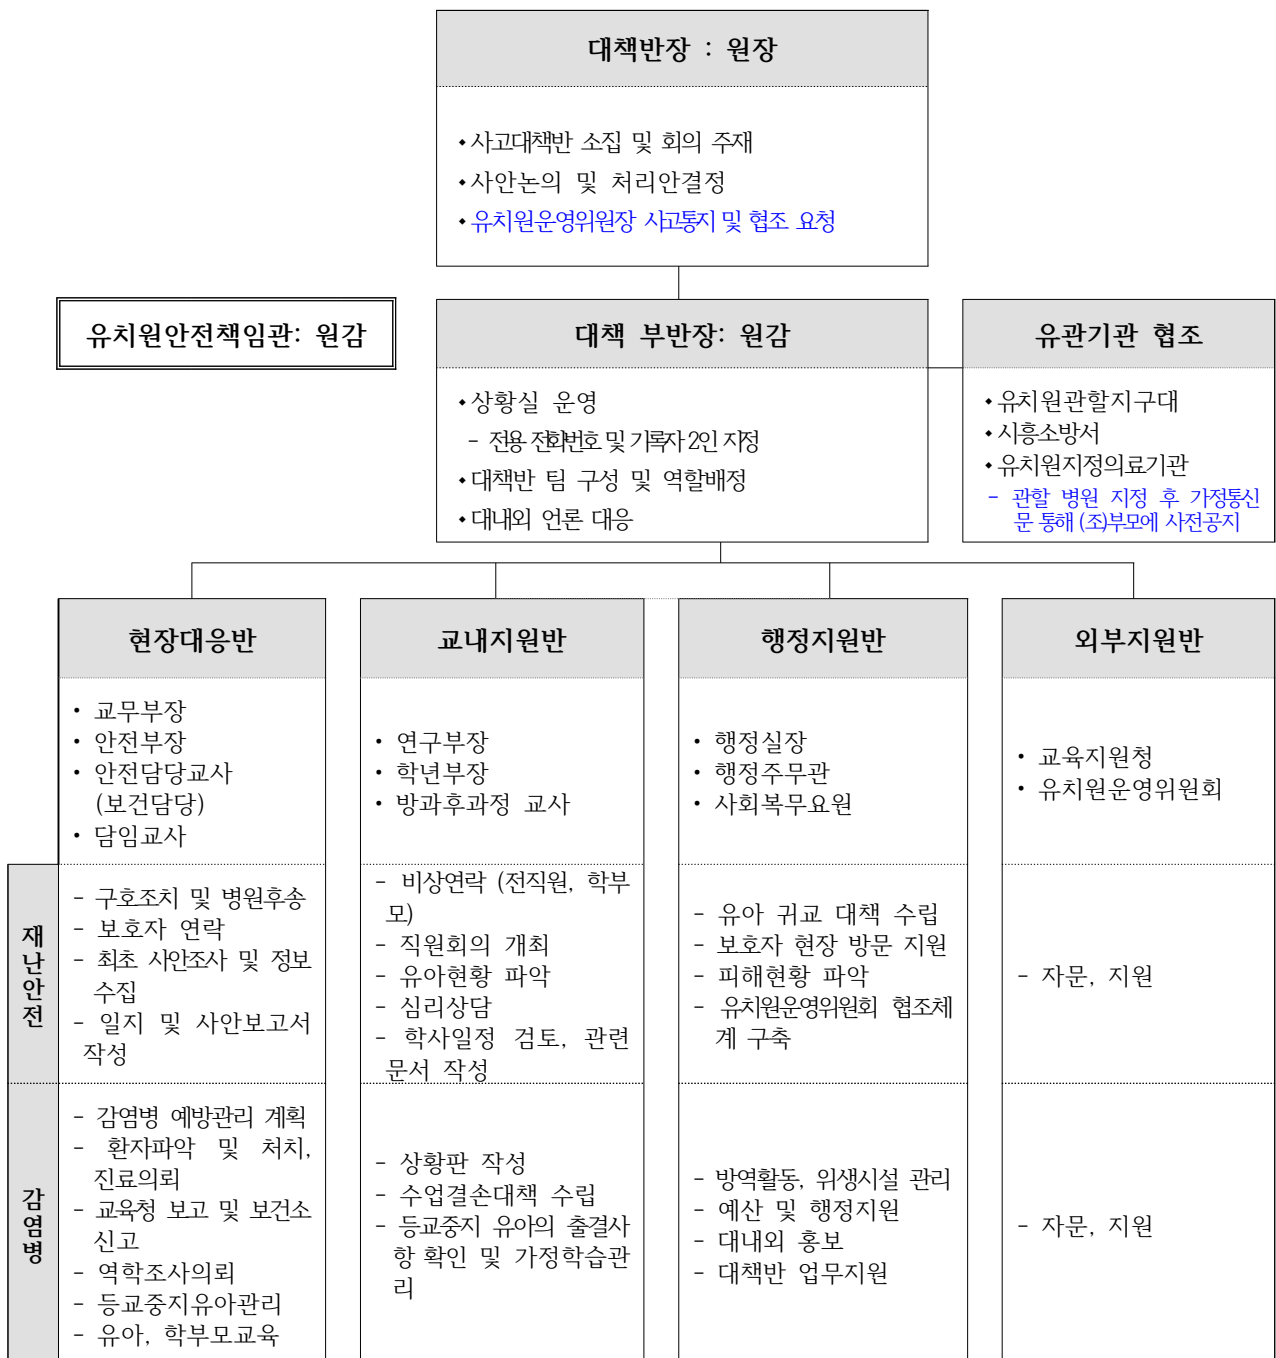 대책반장 : 원장
◆사고대책반 소집 및 회의 주재
◆사안논의 및 처리안결정
◆유치원운영위원장 사고통지 및 협조 요청
유치원안전책임관: 원감
대책 부반장: 원감
◆상황실 운영
- 전용 전화번호 및 기록자 2인 지정
◆대책반 팀 구성 및 역할배정
◆대내외 언론 대응
유관기관 협조
◆유치원관할지구대
◆시흥소방서
◆유치원지정의료기관
- 관할 병원 지정 후 가정통신
문 통해 (조)부모에 사전공지
현장대응반
교내지원반
행정지원반
외부지원반
• 교무부장
• 안전부장
• 안전담당교사
(보건담당)
• 담임교사
• 연구부장
• 학년부장
• 방과후과정 교사
• 행정실장
• 행정주무관
• 사회복무요원
• 교육지원청
• 유치원운영위원회
재난안전
- 구호조치 및 병원후송
- 보호자 연락
- 최초 사안조사 및 정보
수집
- 일지 및 사안보고서
작성
- 비상연락 (전직원, 학부
모)
- 직원회의 개최
- 유아현황 파악
- 심리상담
- 학사일정 검토, 관련
문서 작성
- 유아 귀교 대책 수립
- 보호자 현장 방문 지원
- 피해현황 파악
- 유치원운영위원회 협조체
계 구축
- 자문, 지원
감염병
- 감염병 예방관리 계획
- 환자파악 및 처치,
진료의뢰
- 교육청 보고 및 보건소
신고
- 역학조사의뢰
- 등교중지유아관리
- 유아, 학부모교육
- 상황판 작성
- 수업결손대책 수립
- 등교중지 유아의 출결사
항 확인 및 가정학습관
리
- 방역활동, 위생시설 관리
- 예산 및 행정지원
- 대내외 홍보
- 대책반 업무지원
- 자문, 지원